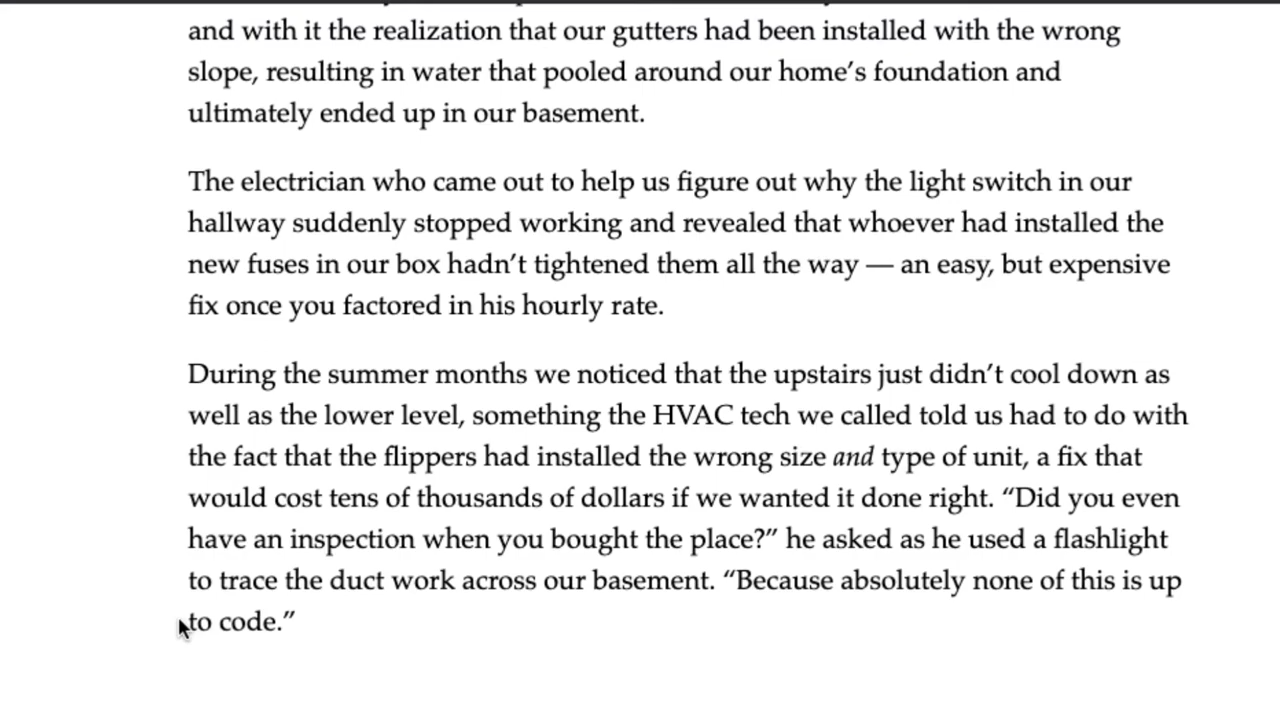 and with it the realization that our gutters had been installed with the wrong
slope, resulting in water that pooled around our home’s foundation and
ultimately ended up in our basement.
The electrician who came out to help us figure out why the light switch in our
hallway suddenly stopped working and revealed that whoever had installed the
new fuses in our box hadn’t tightened them all the way — an easy, but expensive
fix once you factored in his hourly rate.
During the summer months we noticed that the upstairs just didn’t cool down as
well as the lower level, something the HVAC tech we called told us had to do with
the fact that the flippers had installed the wrong size and type of unit, a fix that
would cost tens of thousands of dollars if we wanted it done right. “Did you even
have an inspection when you bought the place?” he asked as he used a flashlight
to trace the duct work across our basement. “Because absolutely none of this is up
to code.”